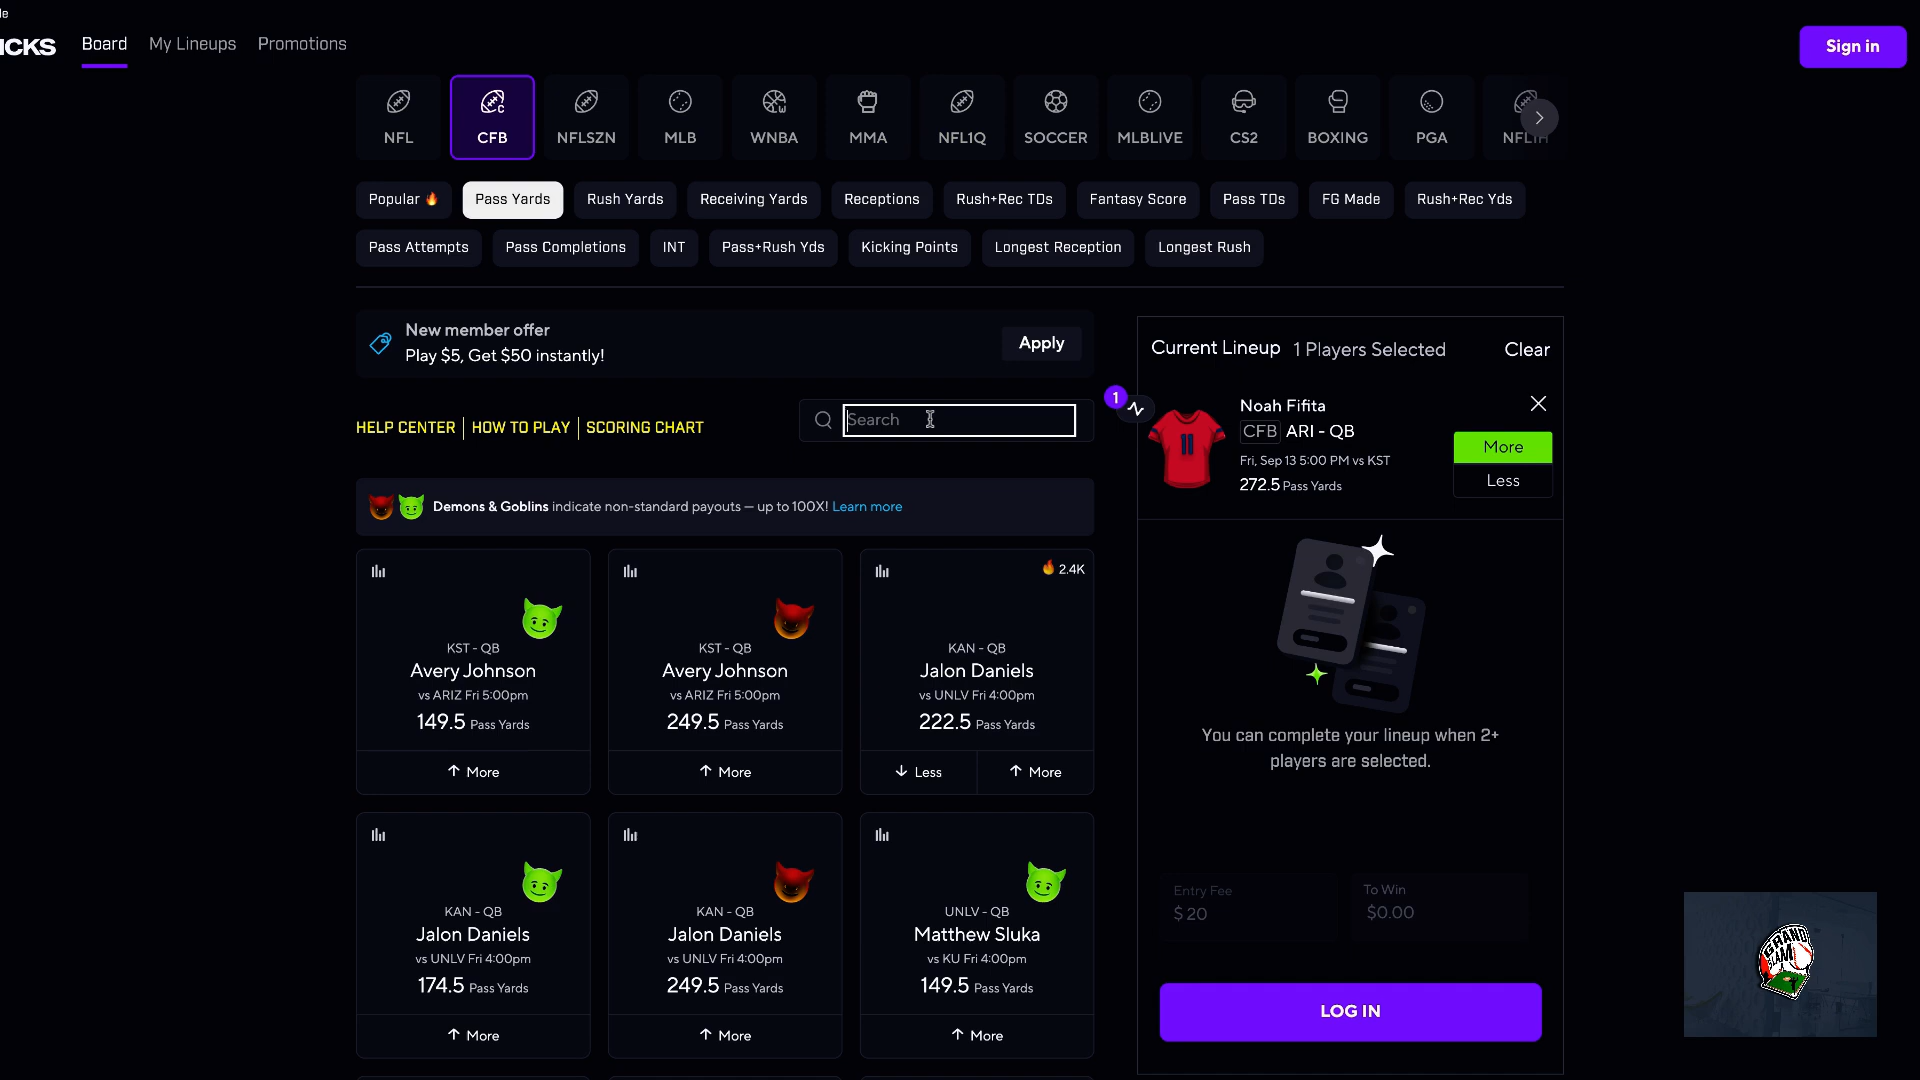 le
ICKS
Board
My Lineups
Promotions
Sign in
NFL
CFB
NFLSZN
MLB
WNBA
MMA
NFL1Q
SOCCER
MLBLIVE
CS2
BOXING
PGA
NFL1H
Popular
Pass Yards
Rush Yards
Receiving Yards
Receptions
Rush+Rec TDs
Fantasy Score
Pass TDs
FG Made
Rush+Rec Yds
Pass Attempts
Pass Completions
INT
Pass+Rush Yds
Kicking Points
Longest Reception
Longest Rush
New member offer
Play $5, Get $50 instantly!
Apply
HELP CENTER
HOW TO PLAY
SCORING CHART
Search
Demons & Goblins indicate non-standard payouts — up to 100X! Learn more
KST - QB
Avery Johnson
vs ARIZ Fri 5:00pm
149.5 Pass Yards
More
KST - QB
Avery Johnson
vs ARIZ Fri 5:00pm
249.5 Pass Yards
More
2.4K
KAN - QB
Jalon Daniels
vs UNLV Fri 4:00pm
222.5 Pass Yards
Less
More
KAN - QB
Jalon Daniels
vs UNLV Fri 4:00pm
174.5 Pass Yards
More
KAN - QB
Jalon Daniels
vs UNLV Fri 4:00pm
249.5 Pass Yards
More
UNLV - QB
Matthew Sluka
vs KU Fri 4:00pm
149.5 Pass Yards
More
Current Lineup
1 Players Selected
Clear
1
11
Noah Fifita
CFB ARI - QB
Fri, Sep 13 5:00 PM vs KST
272.5 Pass Yards
More
Less
You can complete your lineup when 2+
players are selected.
Entry Fee
$ 20
To Win
$0.00
LOG IN
GRAND
SLAM